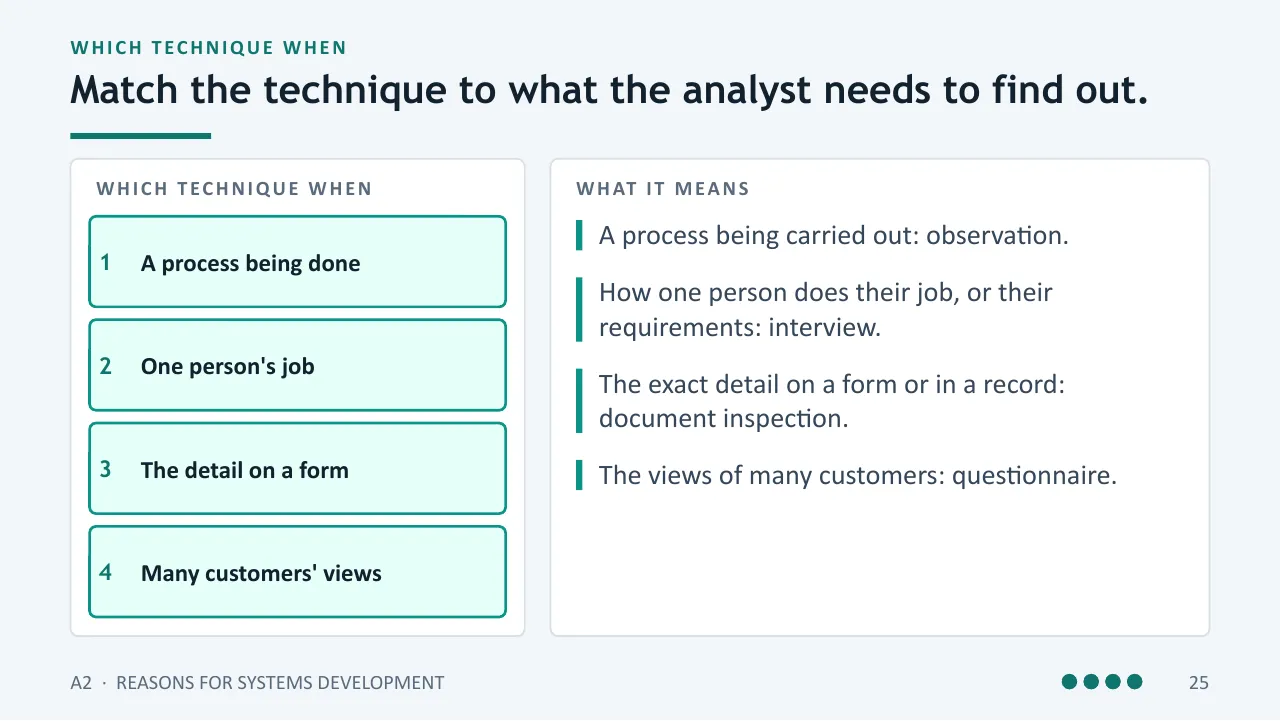 WHICH TECHNIQUE WHEN
Match the technique to what the analyst needs to find out.
WHICH TECHNIQUE WHEN
1 A process being done
2 One person's job
3 The detail on a form
4 Many customers' views
WHAT IT MEANS
A process being carried out: observation.
How one person does their job, or their
requirements: interview.
The exact detail on a form or in a record:
document inspection.
The views of many customers: questionnaire.
A2 · REASONS FOR SYSTEMS DEVELOPMENT
25